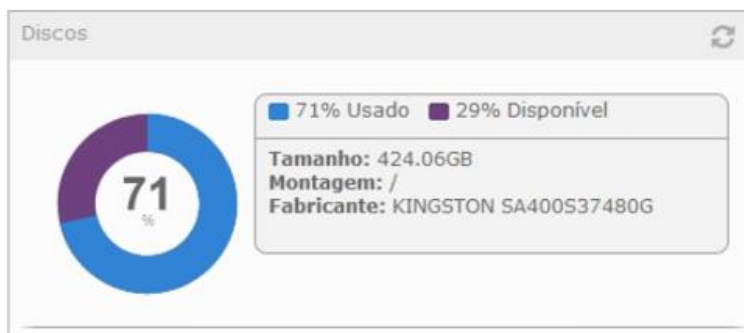 Discos
71% Usado 29% Disponível
Tamanho: 424.06GB
Montagem: /
Fabricante: KINGSTON SA400S37480G
71
%